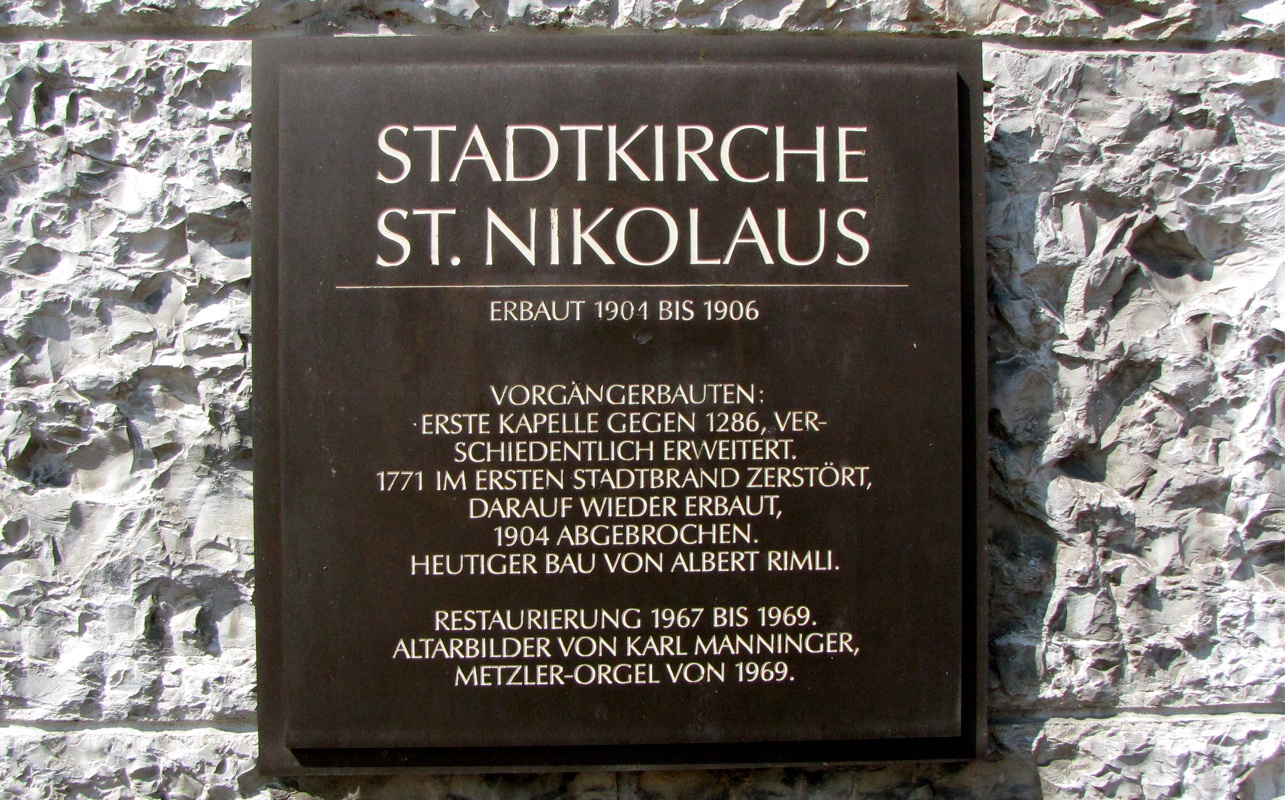 STADTKIRCHE
ST. NIKOLAUS
ERBAUT 1904 BIS 1906
VORGÄNGERBAUTEN:
ERSTE KAPELLE GEGEN 1286, VER-
SCHIEDENTLICH ERWEITERT.
1771 IM ERSTEN STADTBRAND ZERSTÖRT,
DARAUF WIEDER ERBAUT,
1904 ABGEBROCHEN.
HEUTIGER BAU VON ALBERT RIMLI.
RESTAURIERUNG 1967 BIS 1969.
ALTARBILDER VON KARL MANNINGER,
METZLER-ORGEL VON 1969.